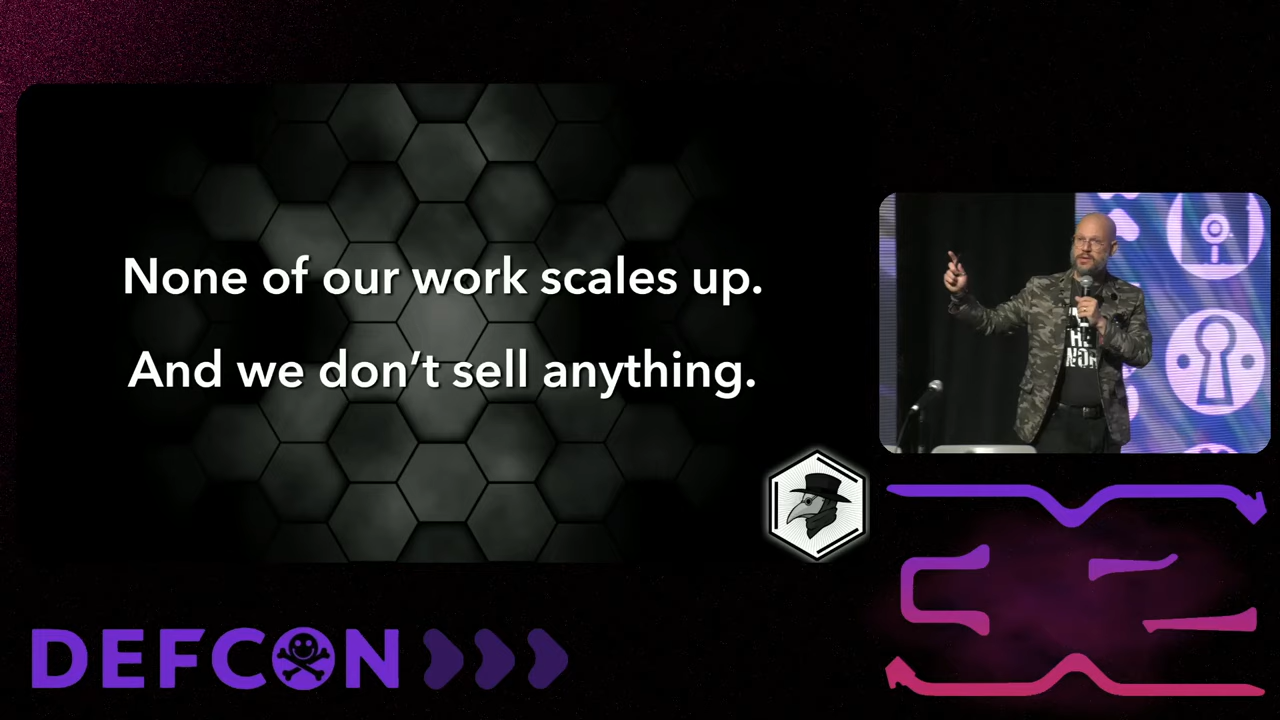 None of our work scales up.
And we don’t sell anything.
DEFCON